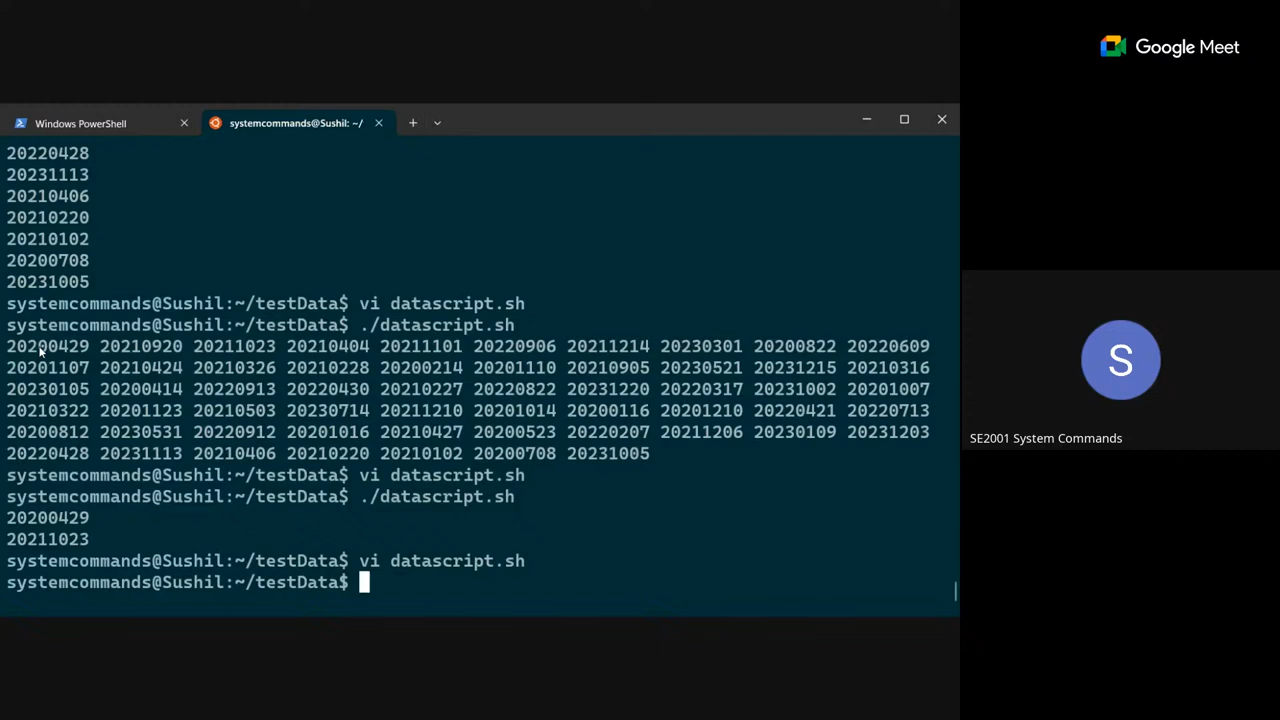 Google Meet
Windows PowerShell
systemcommands@Sushil: ~/
20220428
20231113
20210406
20210220
20210102
20200708
20231005
systemcommands@Sushil:~/testData$ vi datascript.sh
systemcommands@Sushil:~/testData$ ./datascript.sh
20200429 20210920 20211023 20210404 20211101 20220906 20211214 20230301 20200822 20220609
20201107 20210424 20210326 20210228 20200214 20201110 20210905 20230521 20231215 20210316
20230105 20200414 20220913 20220430 20210227 20220822 20231220 20220317 20231002 20201007
20210322 20201123 20210503 20230714 20211210 20201014 20200116 20201210 20220421 20220713
20200812 20230531 20220912 20201016 20210427 20200523 20220207 20211206 20230109 20231203
20220428 20231113 20210406 20210220 20210102 20200708 20231005
systemcommands@Sushil:~/testData$ vi datascript.sh
systemcommands@Sushil:~/testData$ ./datascript.sh
20200429
20211023
systemcommands@Sushil:~/testData$ vi datascript.sh
systemcommands@Sushil:~/testData$
S
SE2001 System Commands